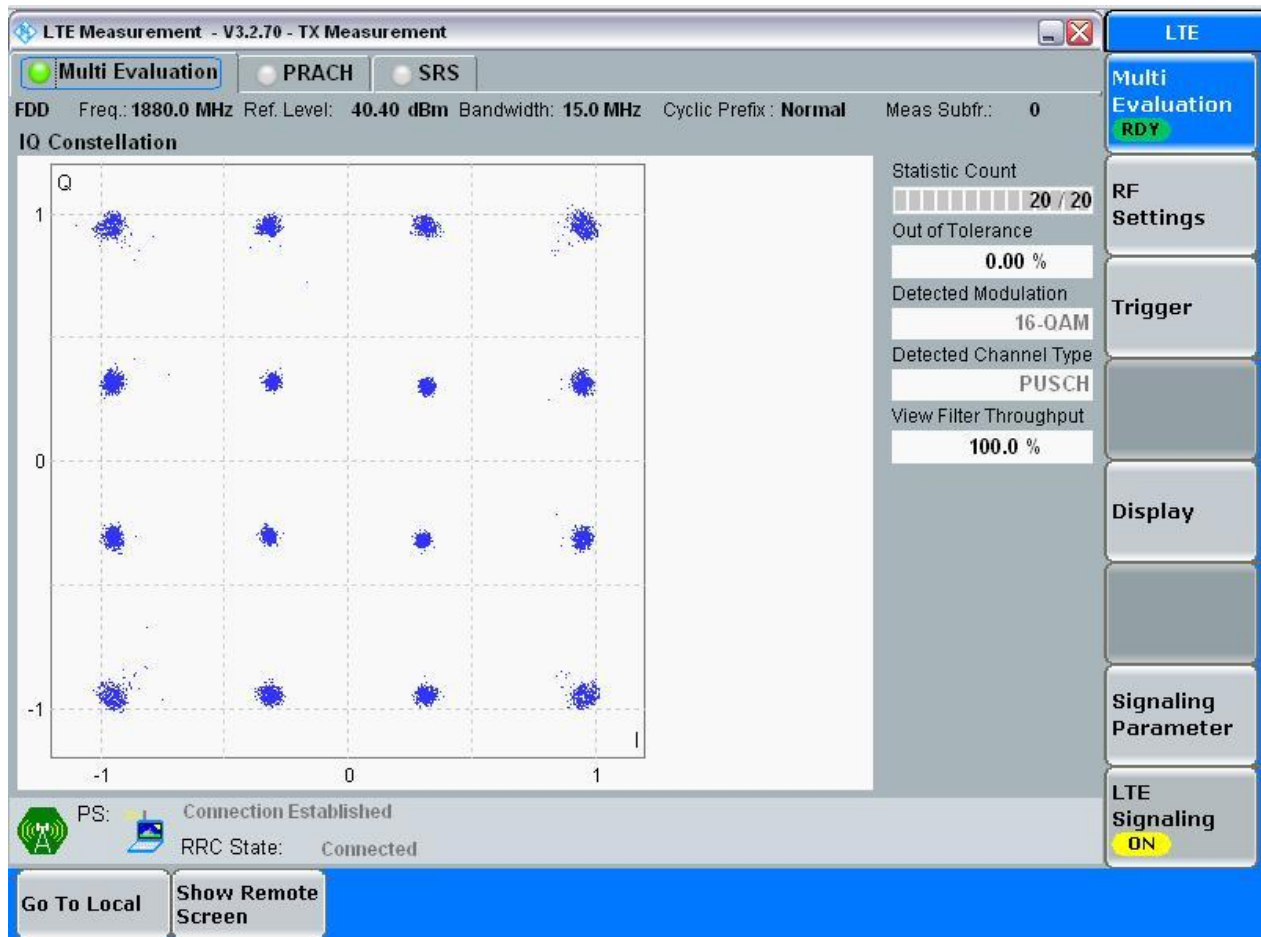 LTE Measurement - V3.2.70 - TX Measurement
LTE
Multi Evaluation PRACH SRS
Multi
Evaluation
RDY
FDD Freq.: 1880.0 MHz Ref. Level: 40.40 dBm Bandwidth: 15.0 MHz Cyclic Prefix : Normal Meas Subfr.: 0
IQ Constellation
Q
1
0
-1
-1 0 1
I
Statistic Count
20 / 20
Out of Tolerance
0.00 %
Detected Modulation
16-QAM
Detected Channel Type
PUSCH
View Filter Throughput
100.0 %
RF
Settings
Trigger
Display
Signaling
Parameter
LTE
Signaling
ON
PS: Connection Established
RRC State: Connected
Go To Local
Show Remote
Screen